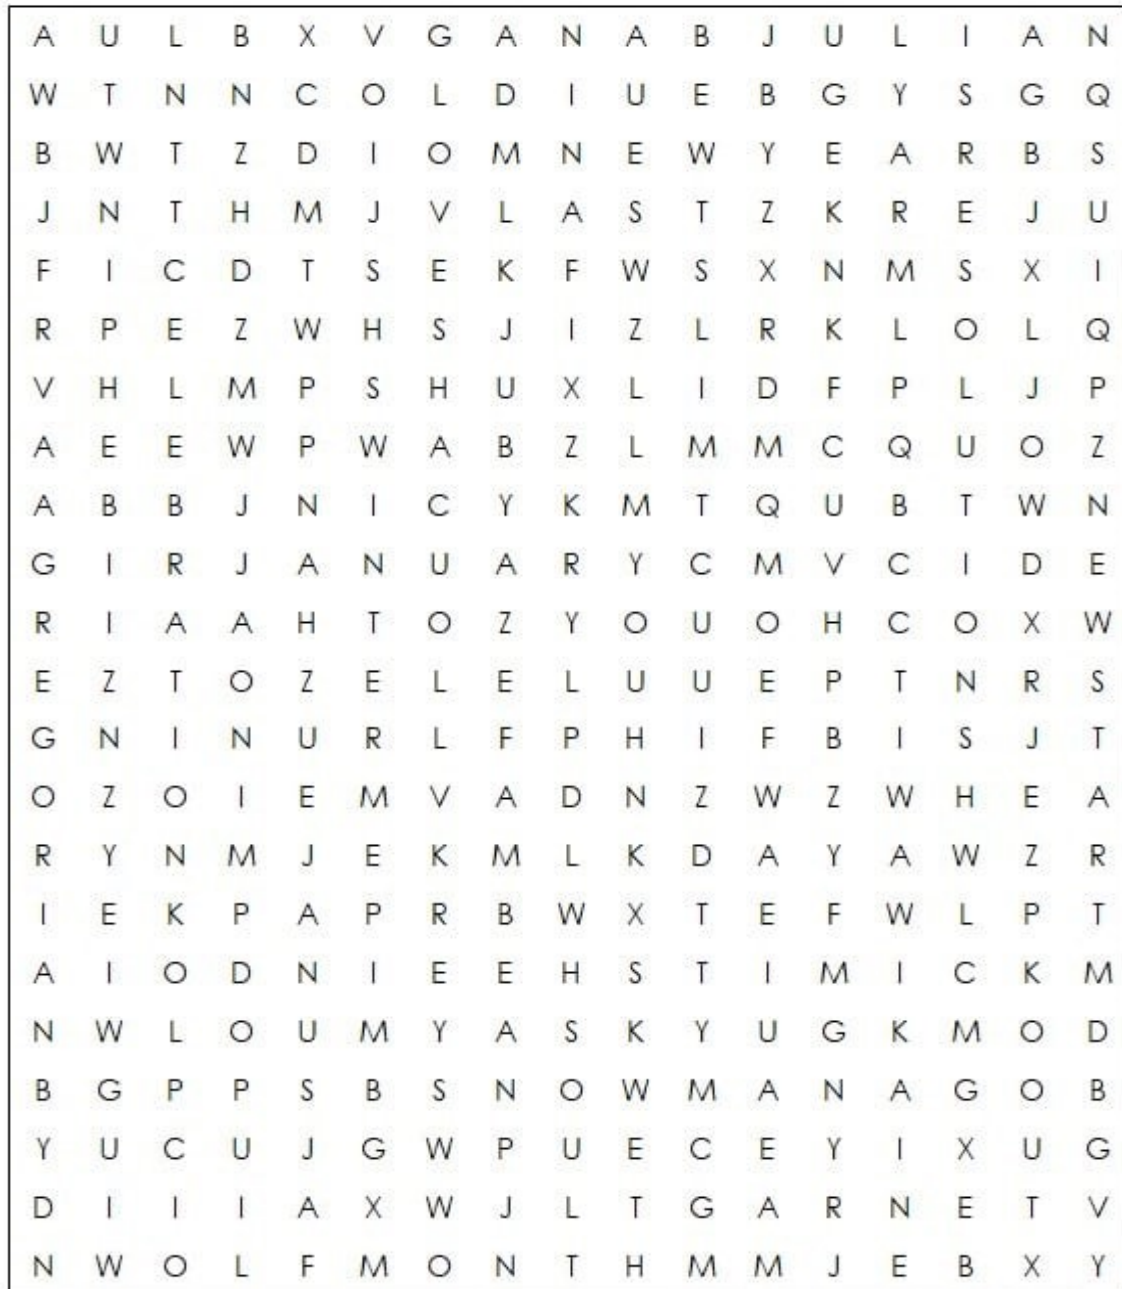 A U L B X V G A N A B J U L I A N
W T N N C O L D I U E B G Y S G Q
B W T Z D I O M N E W Y E A R B S
J N T H M J V L A S T Z K R E J U
F I C D T S E K F W S X N M S X I
R P E Z W H S J I Z L R K L O L Q
V H L M P S H U X L I D F P L J P
A E E W P W A B Z L M M C Q U O Z
A B B J N I C Y K M T Q U B T W N
G I R J A N U A R Y C M V C I D E
R I A A H T O Z Y O U O H C O X W
E Z T O Z E L E L U U E P T N R S
G N I N U R L F P H I F B I S J T
O Z O I E M V A D N Z W Z W H E A
R Y N M J E K M L K D A Y A W Z R
I E K P A P R B W X T E F W L P T
A I O D N I E E H S T I M I C K M
N W L O U M Y A S K Y U G K M O D
B G P P S B S N O W M A N A G O B
Y U C U J G W P U E C E Y I X U G
D I I I A X W J L T G A R N E T V
N W O L F M O N T H M M J E B X Y